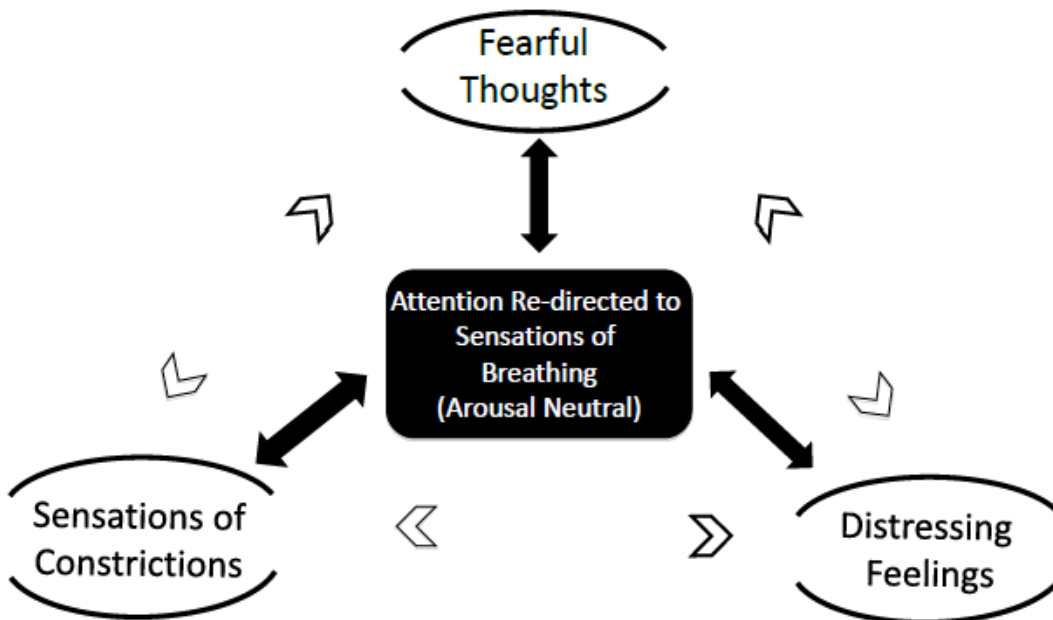 Fearful
Thoughts
Attention Re-directed to
Sensations of
Breathing
(Arousal Neutral)
Sensations of
Constrictions
Distressing
Feelings